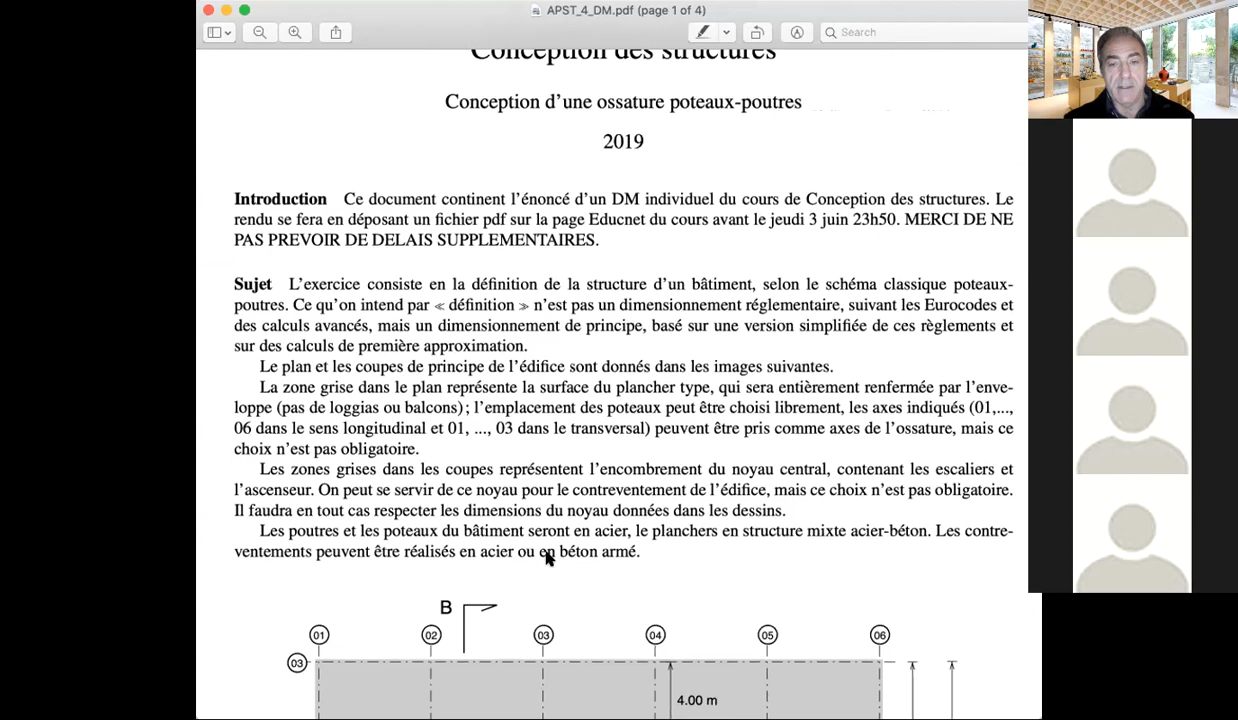 APST_4_DM.pdf (page 1 of 4)
Search
Conception des structures
Conception d'une ossature poteaux-poutres
2019
Introduction Ce document continent l'énoncé d'un DM individuel du cours de Conception des structures. Le
rendu se fera en déposant un fichier pdf sur la page Educnet du cours avant le jeudi 3 juin 23h50. MERCI DE NE
PAS PREVOIR DE DELAIS SUPPLEMENTAIRES.
Sujet L'exercice consiste en la définition de la structure d'un bâtiment, selon le schéma classique poteaux-
poutres. Ce qu'on intend par ≪ définition ≫ n'est pas un dimensionnement réglementaire, suivant les Eurocodes et
des calculs avancés, mais un dimensionnement de principe, basé sur une version simplifiée de ces règlements et
sur des calculs de première approximation.
Le plan et les coupes de principe de l'édifice sont donnés dans les images suivantes.
La zone grise dans le plan représente la surface du plancher type, qui sera entièrement renfermée par l'enve-
loppe (pas de loggias ou balcons) ; l'emplacement des poteaux peut être choisi librement, les axes indiqués (01,...,
06 dans le sens longitudinal et 01, ..., 03 dans le transversal) peuvent être pris comme axes de l'ossature, mais ce
choix n'est pas obligatoire.
Les zones grises dans les coupes représentent l'encombrement du noyau central, contenant les escaliers et
l'ascenseur. On peut se servir de ce noyau pour le contreventement de l'édifice, mais ce choix n'est pas obligatoire.
Il faudra en tout cas respecter les dimensions du noyau données dans les dessins.
Les poutres et les poteaux du bâtiment seront en acier, le planchers en structure mixte acier-béton. Les contre-
ventements peuvent être réalisés en acier ou en béton armé.
B
01 02 03 04 05 06
03
4.00 m